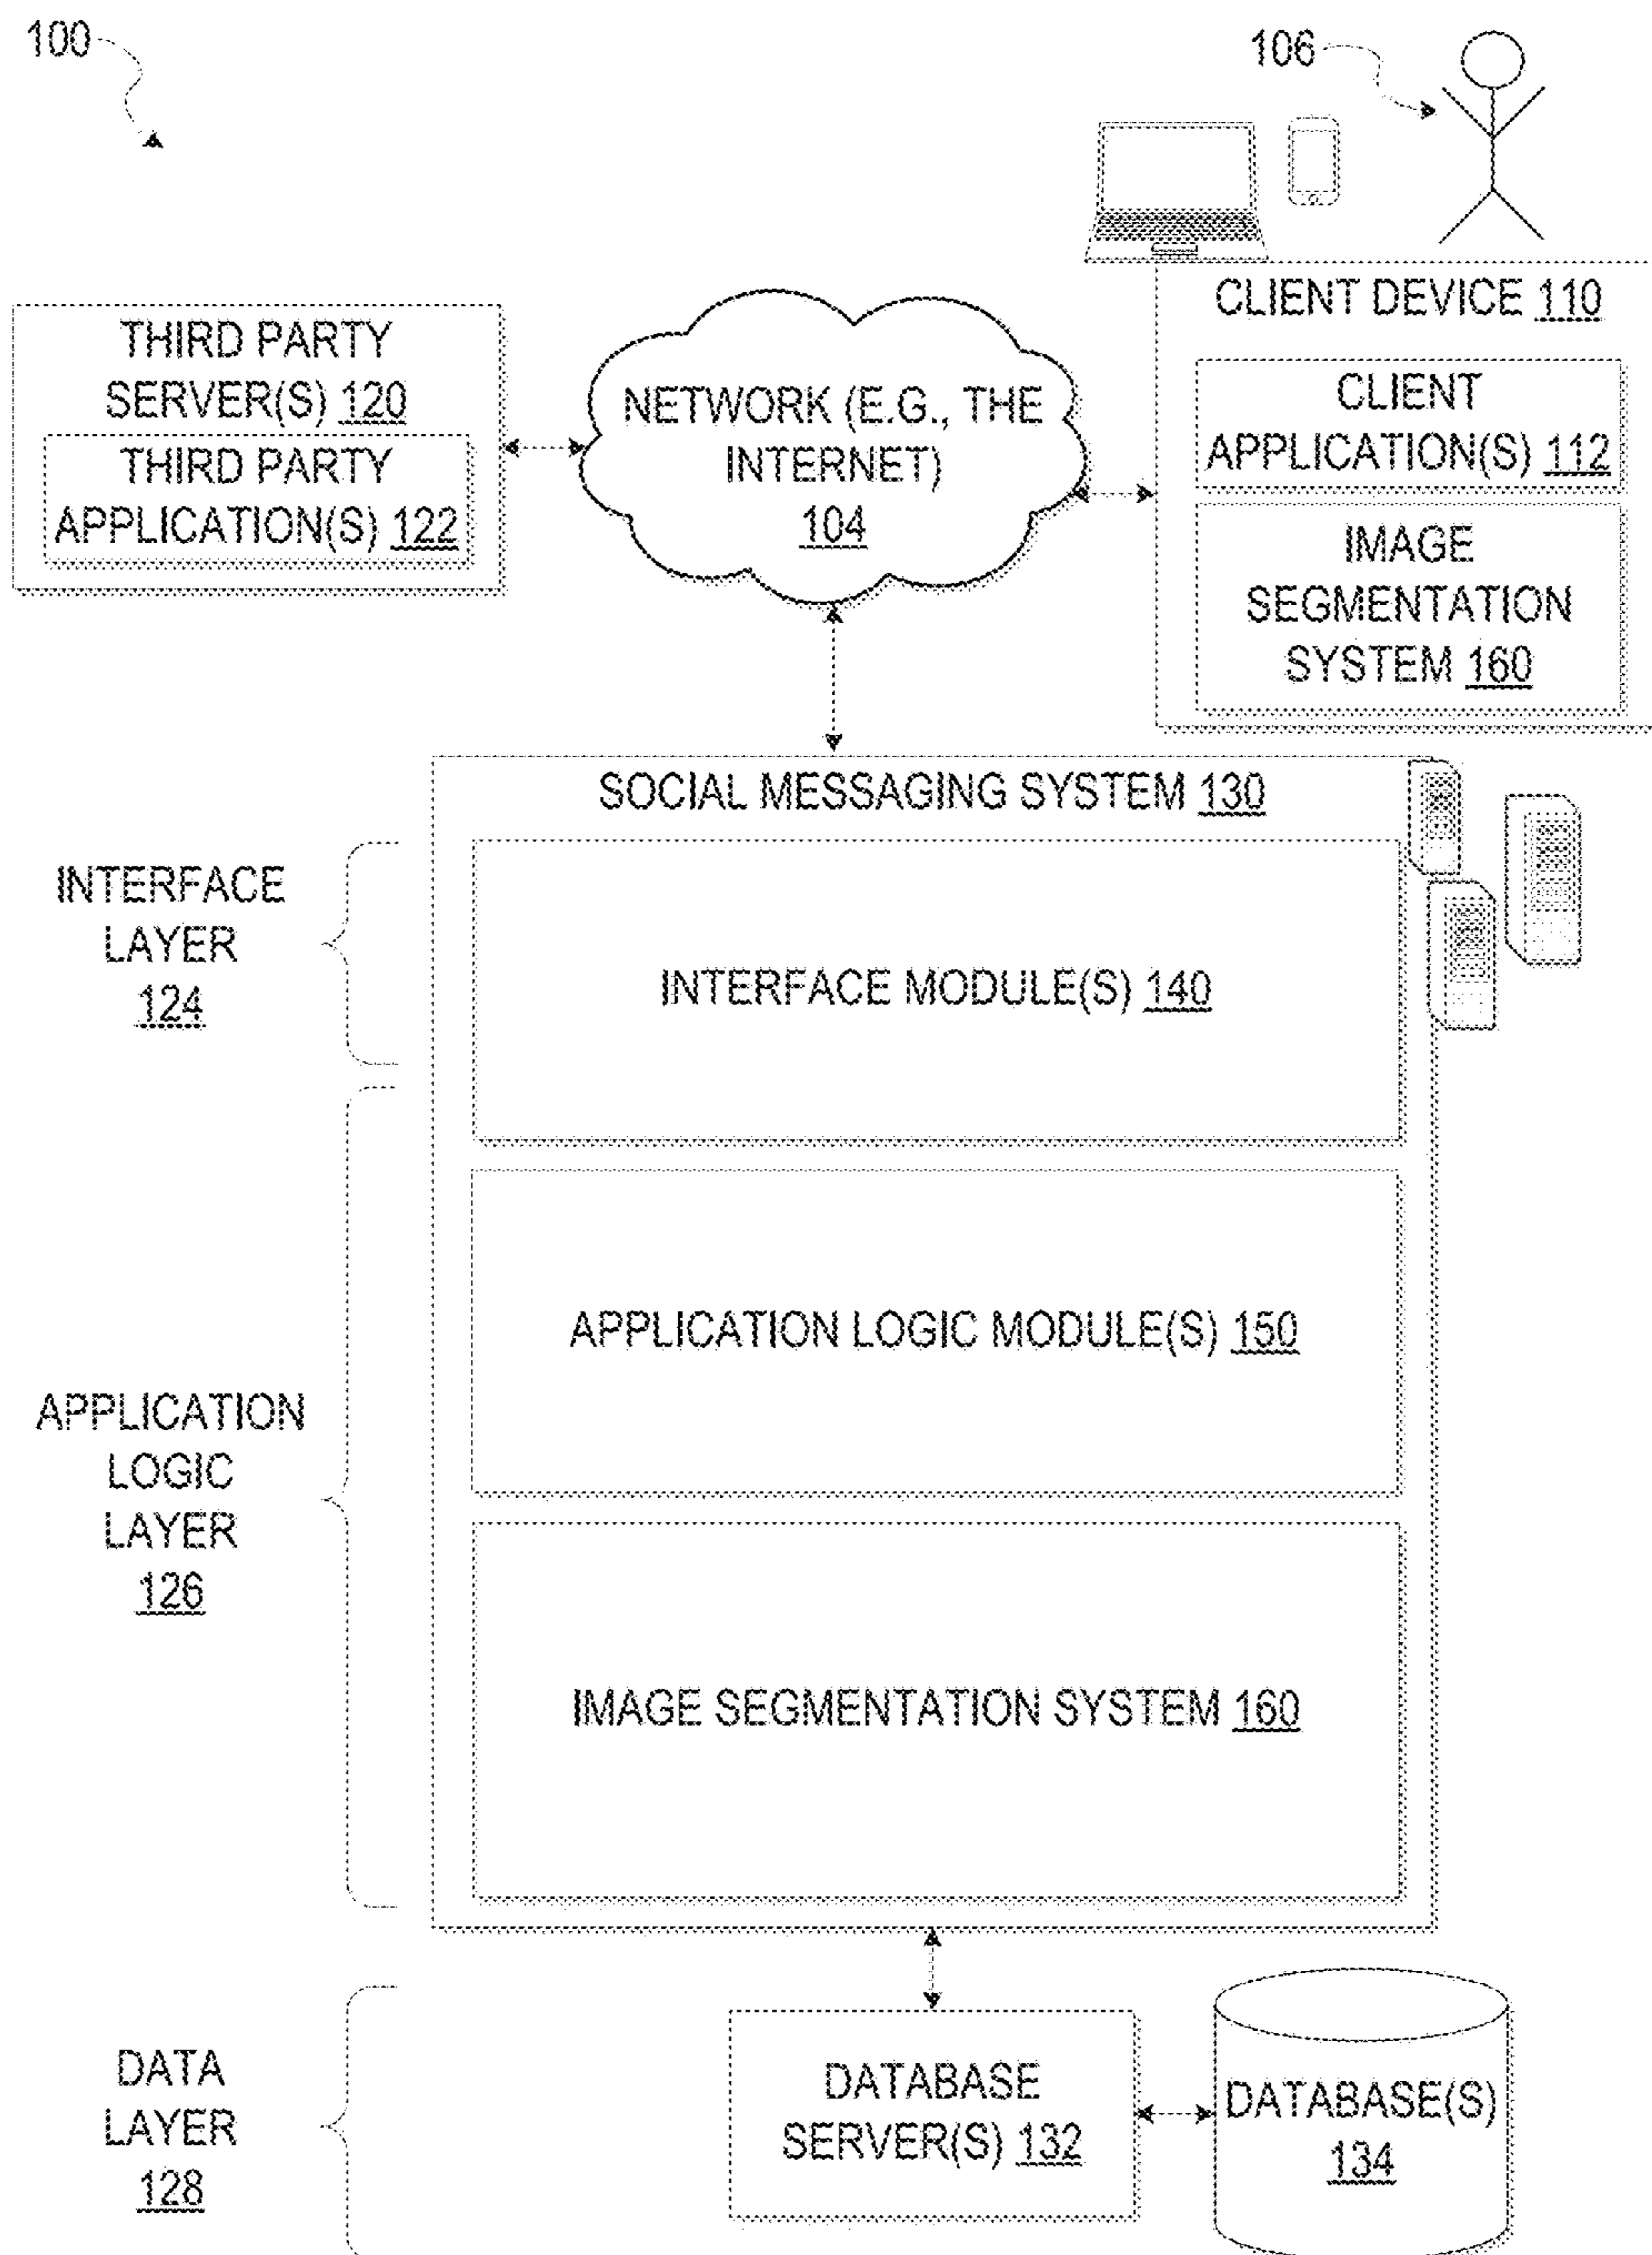 100
106
CLIENT DEVICE 110
THIRD PARTY
SERVER(S) 120
THIRD PARTY
APPLICATION(S) 122
NETWORK (E.G., THE
INTERNET)
104
CLIENT
APPLICATION(S) 112
IMAGE
SEGMENTATION
SYSTEM 160
SOCIAL MESSAGING SYSTEM 130
INTERFACE
LAYER
124
INTERFACE MODULE(S) 140
APPLICATION LOGIC MODULE(S) 150
APPLICATION
LOGIC
LAYER
126
IMAGE SEGMENTATION SYSTEM 160
DATA
LAYER
128
DATABASE
SERVER(S) 132
DATABASE(S)
134